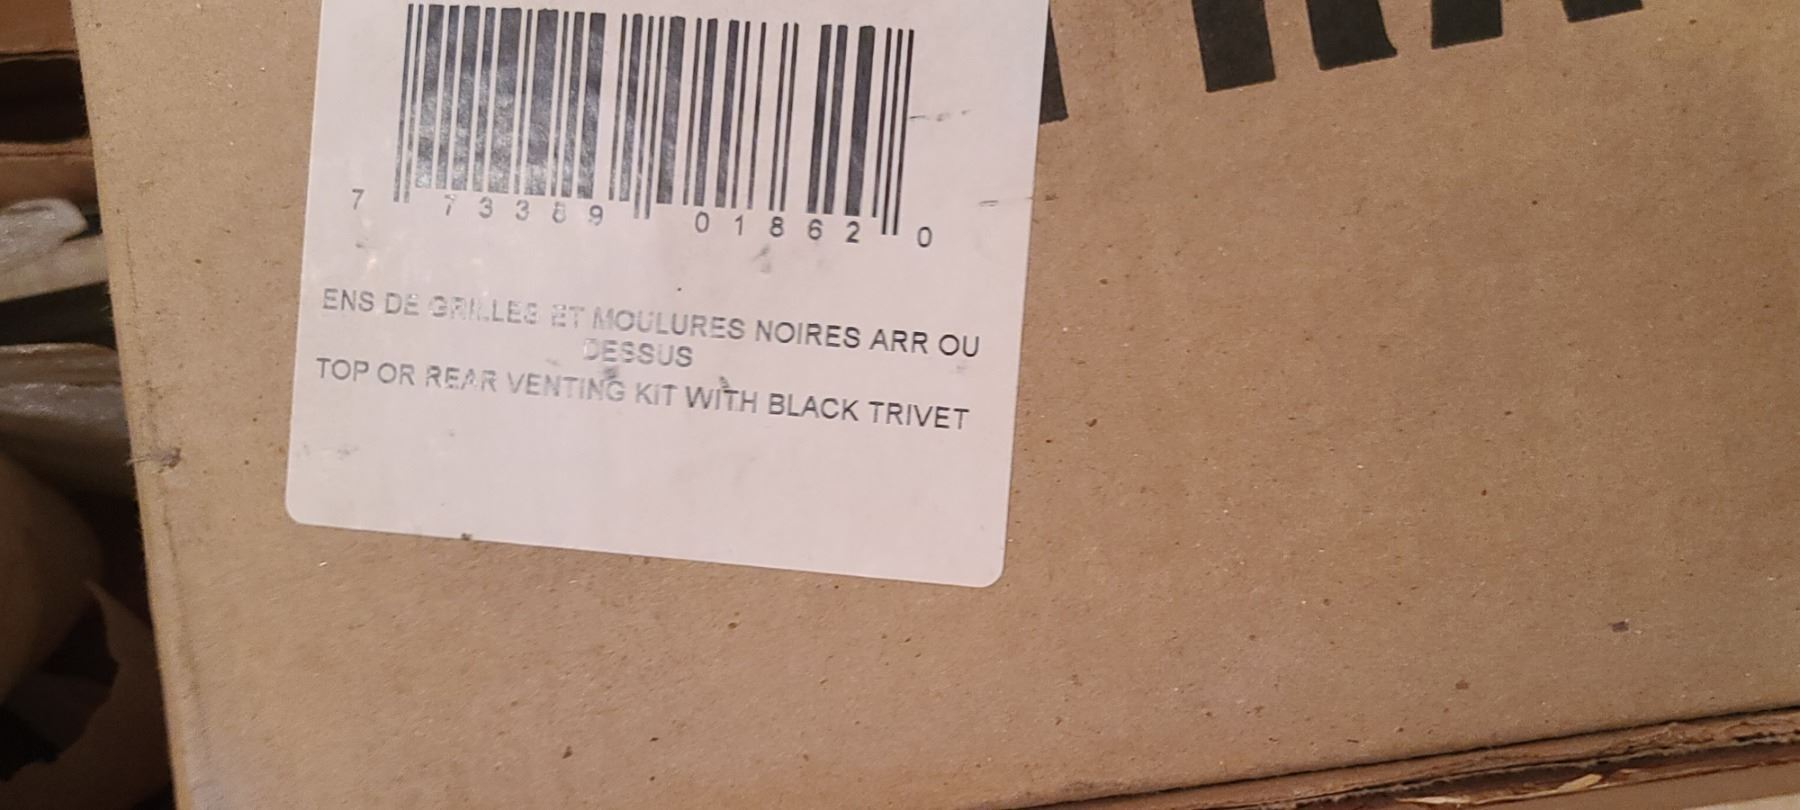 7 73389 01862 0
ENS DE GRILLES ET MOULURES NOIRES ARR OU
DESSUS
TOP OR REAR VENTING KIT WITH BLACK TRIVET